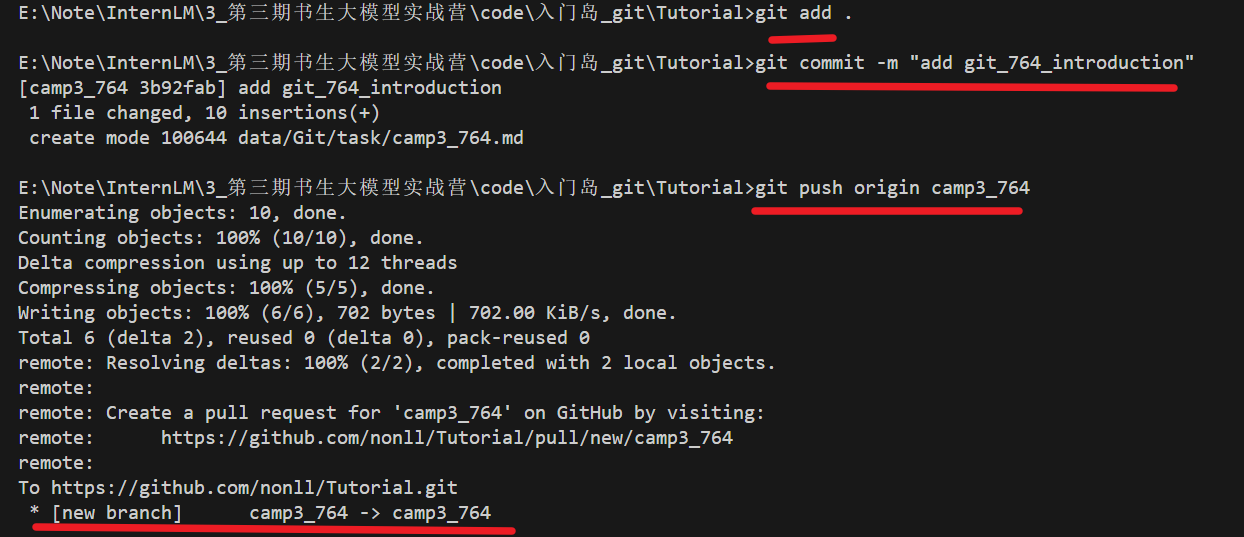 E:\Note\InternLM\3_第三期书生大模型实战营\code\入门岛_git\Tutorial>git add .
E:\Note\InternLM\3_第三期书生大模型实战营\code\入门岛_git\Tutorial>git commit -m "add git_764_introduction"
[camp3_764 3b92fab] add git_764_introduction
 1 file changed, 10 insertions(+)
 create mode 100644 data/Git/task/camp3_764.md
E:\Note\InternLM\3_第三期书生大模型实战营\code\入门岛_git\Tutorial>git push origin camp3_764
Enumerating objects: 10, done.
Counting objects: 100% (10/10), done.
Delta compression using up to 12 threads
Compressing objects: 100% (5/5), done.
Writing objects: 100% (6/6), 702 bytes | 702.00 KiB/s, done.
Total 6 (delta 2), reused 0 (delta 0), pack-reused 0
remote: Resolving deltas: 100% (2/2), completed with 2 local objects.
remote:
remote: Create a pull request for 'camp3_764' on GitHub by visiting:
remote:      https://github.com/nonll/Tutorial/pull/new/camp3_764
remote:
To https://github.com/nonll/Tutorial.git
 * [new branch]      camp3_764 -> camp3_764